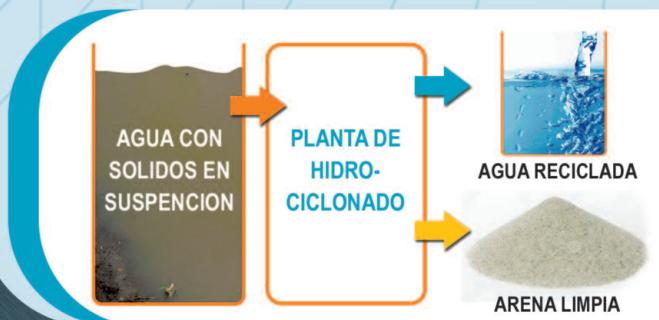 AGUA CON
SOLIDOS EN
SUSPENCION
PLANTA DE
HIDRO-
CICLONADO
AGUA RECICLADA
ARENA LIMPIA